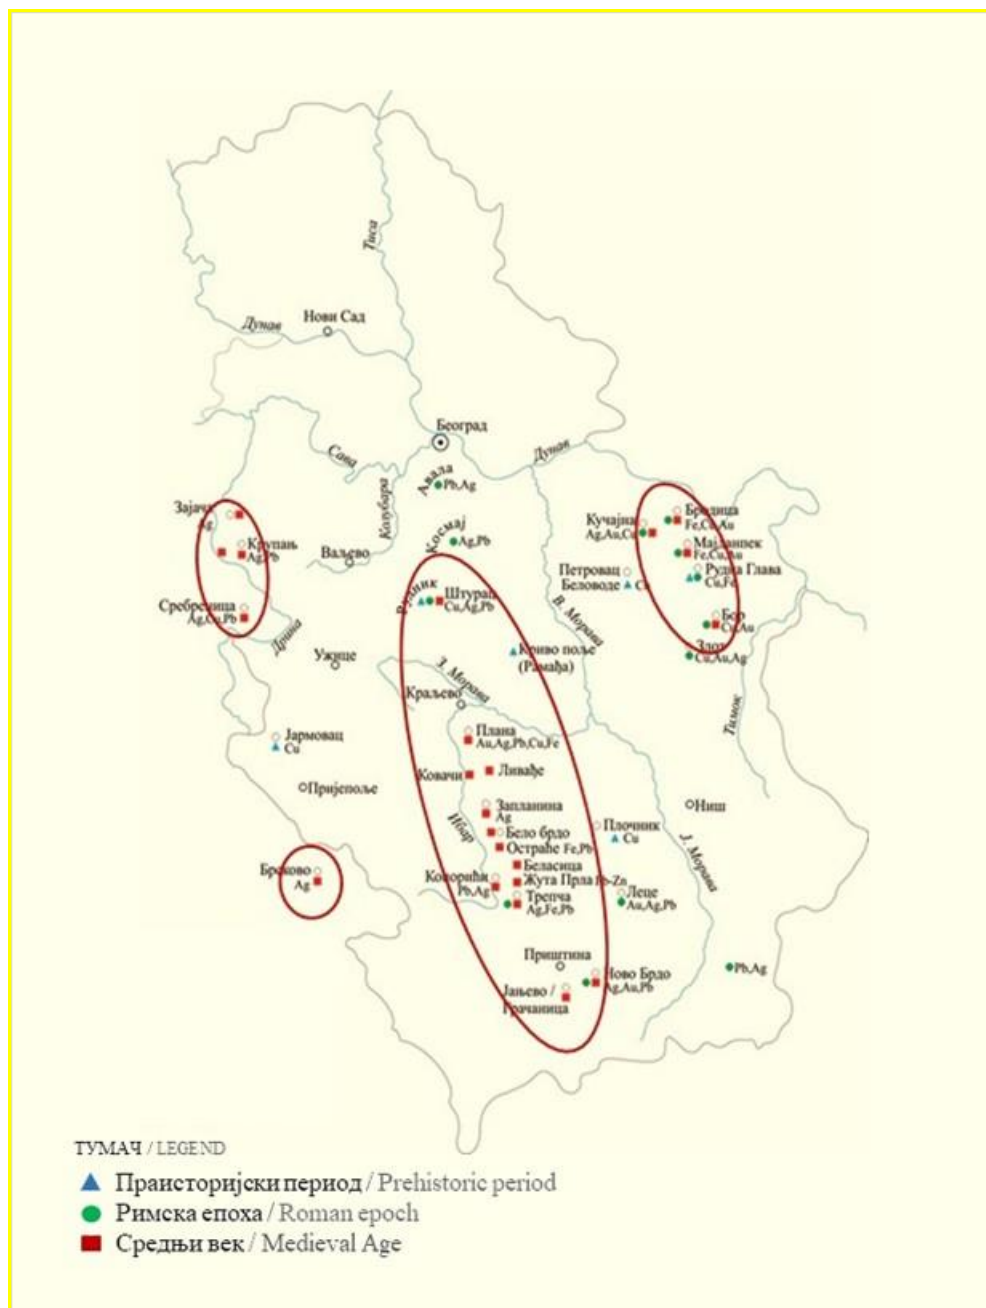 Тиса
Дунав
Нови Сад
Београд
Сава
Колубара
Авала
Pb,Ag
Дунав
Зајача
Ag
Крупањ
Ag,Pb
Ваљево
Космај
Ag,Pb
Кучајна
Ag,Au,Cu
Бродица
Fe,Cu,Au
Мајданпек
Fe,Cu,Au
Петровац
Беловоде
Cu
Рудна Глава
Cu,Fe
Сребреница
Ag,Cu,Pb
Дрина
Рудник
Штурац
Cu,Ag,Pb
В. Морава
Бор
Cu,Au
Злот
Cu,Au,Ag
Ужице
Криво поље
(Рамаћа)
З. Морава
Краљево
Тимок
Јармовац
Cu
Плана
Au,Ag,Pb,Cu,Fe
Ковачи
Ливађе
Пријепоље
Запланина
Ag
Ниш
Ибар
Бело брдо
Остраће Fe,Pb
Плочник
Cu
Ј. Морава
Брсково
Ag
Беласица
Жута Прла Pb-Zn
Pb,Ag
Трепча
Ag,Fe,Pb
Леце
Au,Ag,Pb
Приштина
Ново Брдо
Ag,Au,Pb
Јањево /
Грачаница
Pb,Ag
ТУМАЧ / LEGEND
Праисторијски период / Prehistoric period
Римска епоха / Roman epoch
Средњи век / Medieval Age